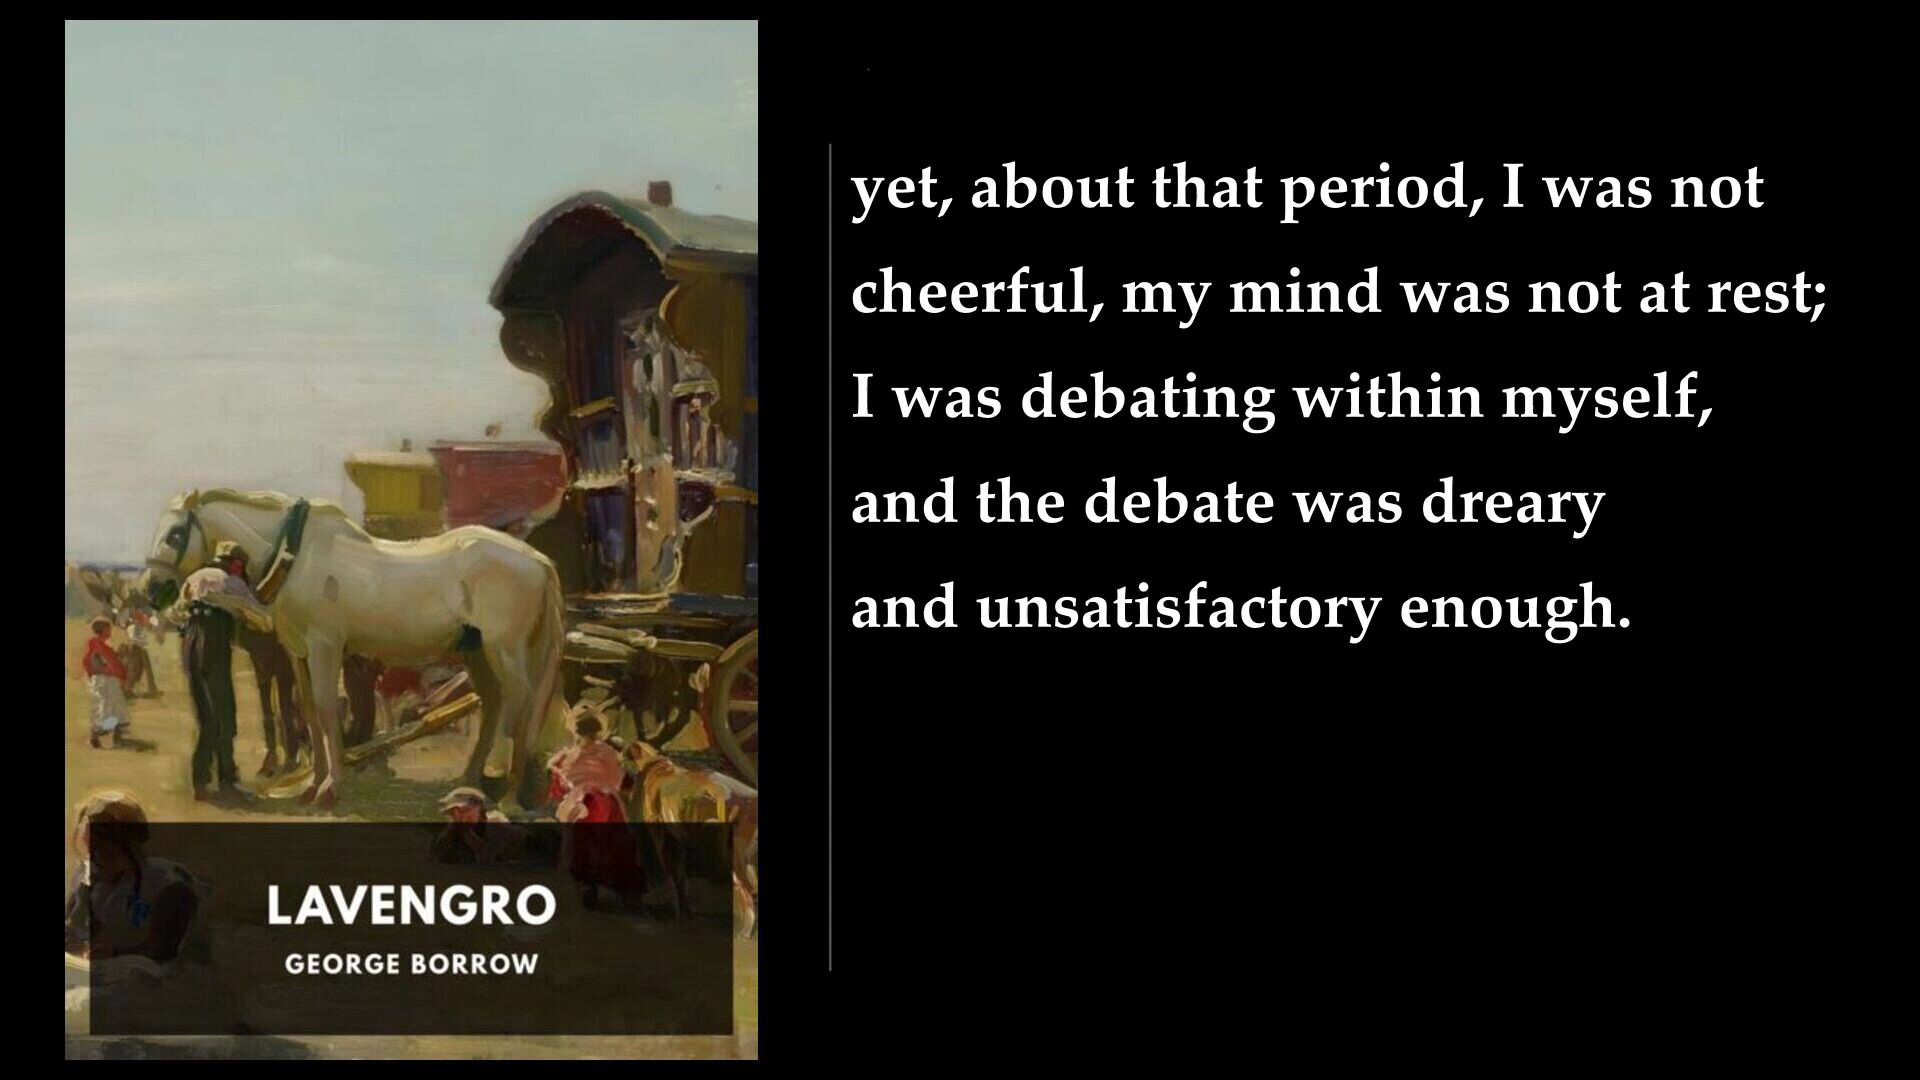 yet, about that period, I was not
cheerful, my mind was not at rest;
I was debating within myself,
and the debate was dreary
and unsatisfactory enough.
LAVENGRO
GEORGE BORROW